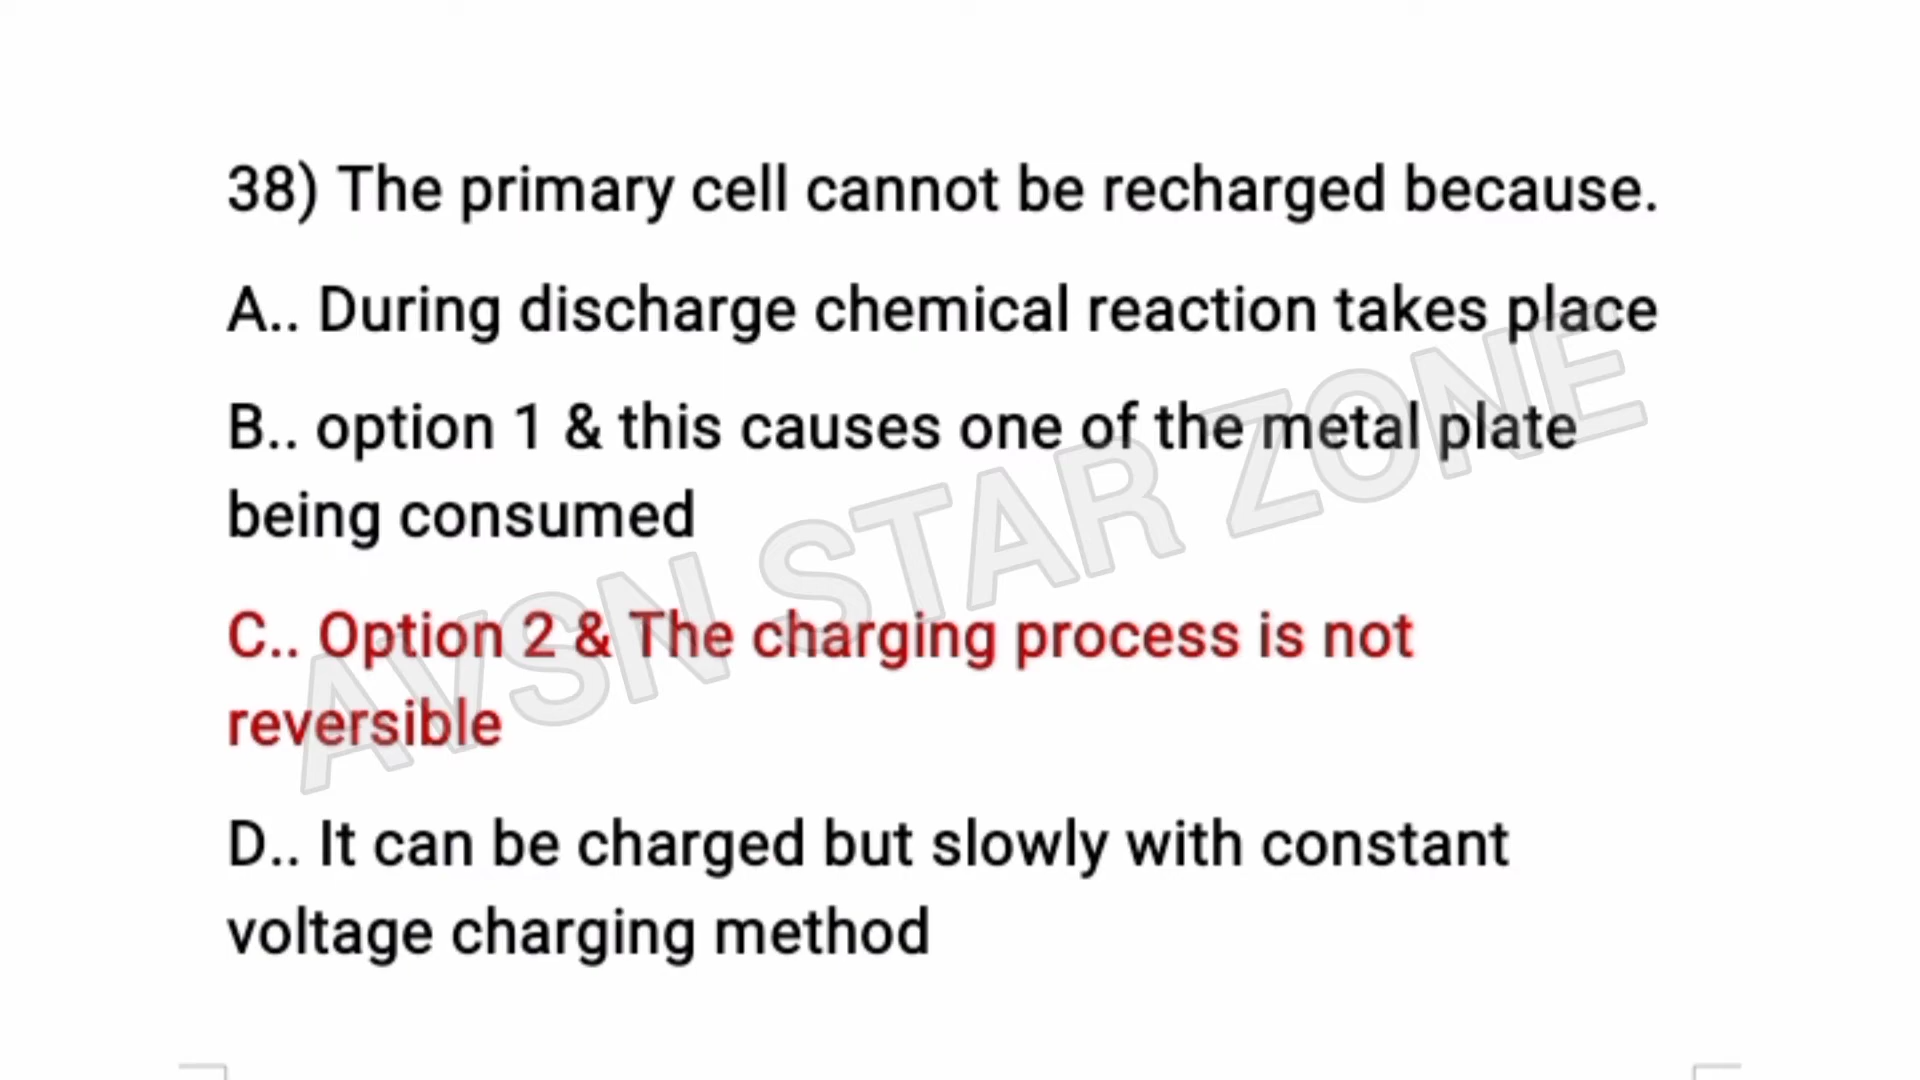 38) The primary cell cannot be recharged because.
A.. During discharge chemical reaction takes place
B.. option 1 & this causes one of the metal plate
being consumed
C.. Option 2 & The charging process is not
reversible
D.. It can be charged but slowly with constant
voltage charging method
AVSN STAR ZONE